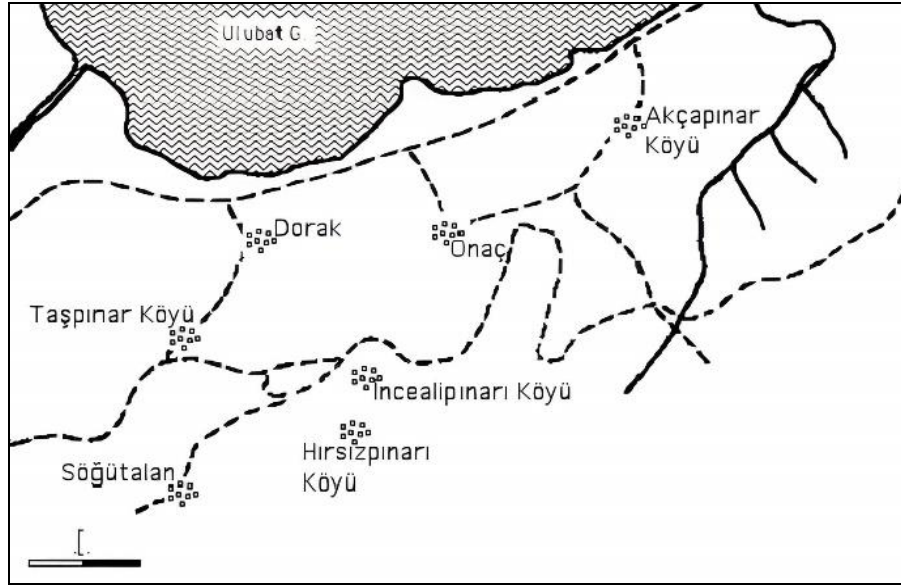 Ulubat G.
Akçapınar
Köyü
Dorak
Onaç
Taşpınar Köyü
İncealipınarı Köyü
Hırsızpınarı
Köyü
Söğütalan